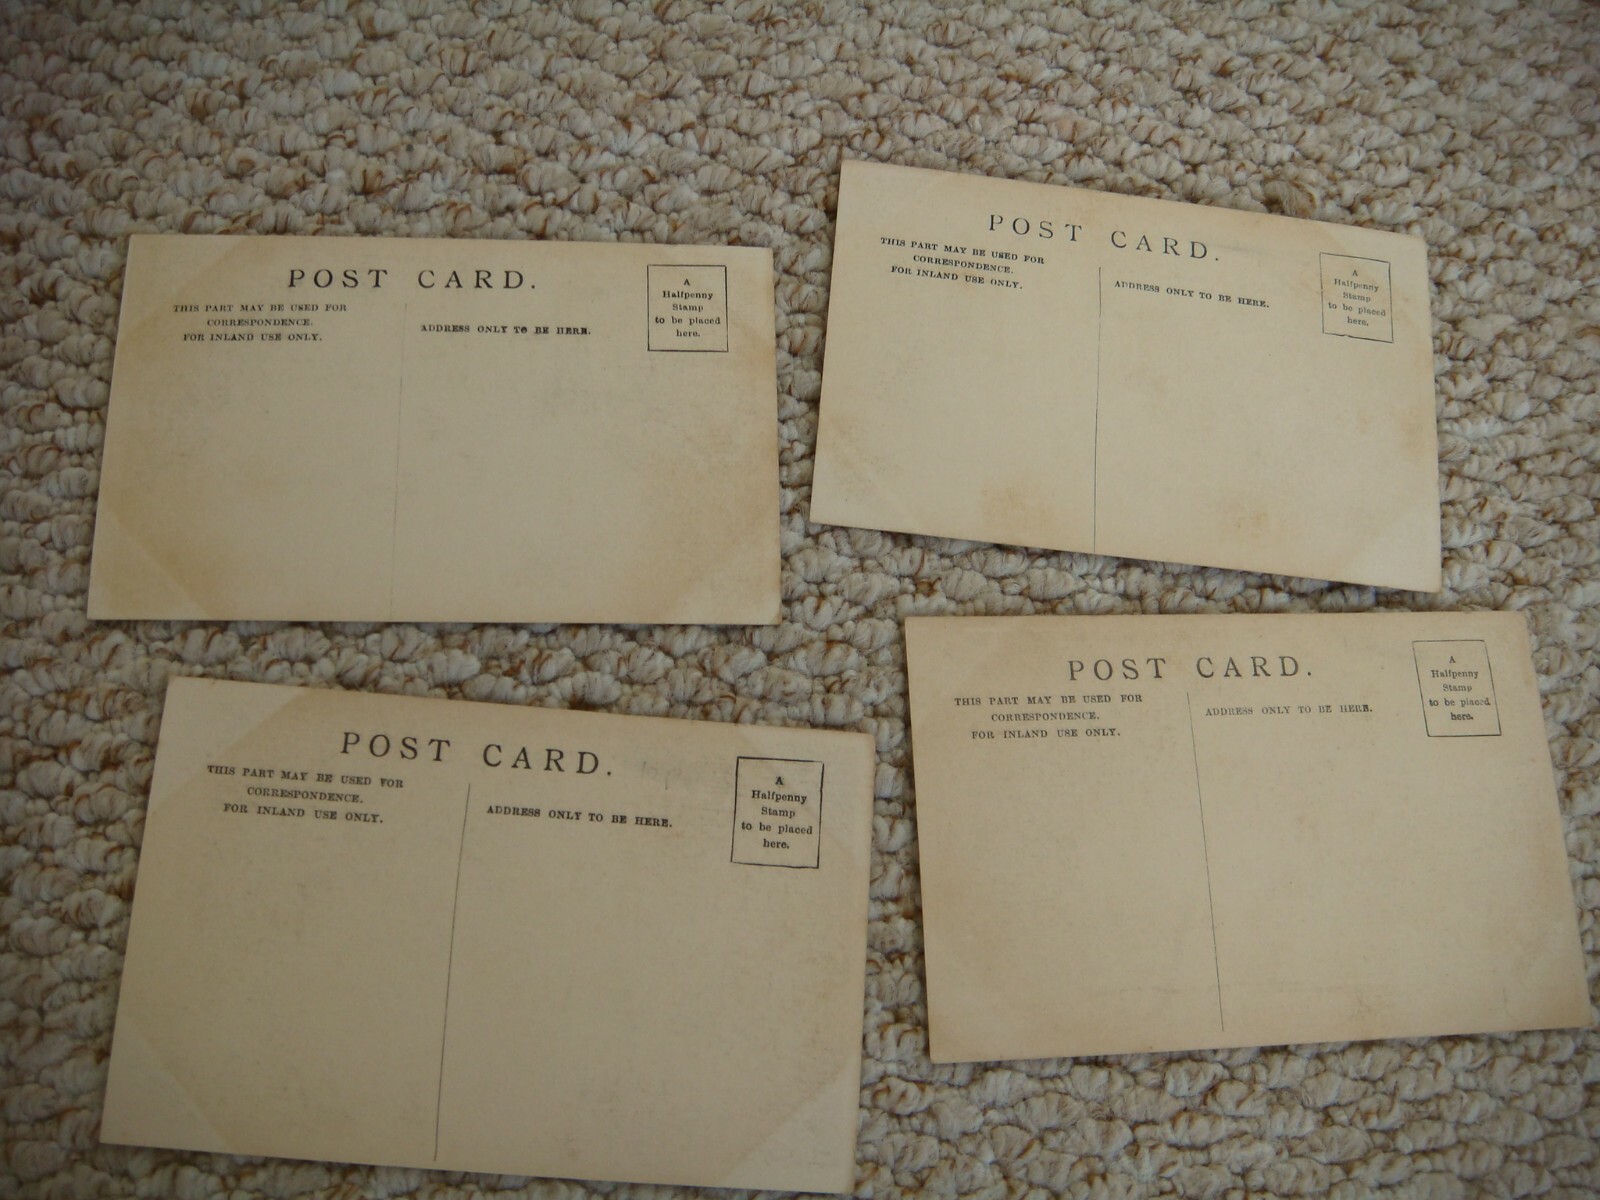 POST CARD.
THIS PART MAY BE USED FOR
CORRESPONDENCE.
FOR INLAND USE ONLY.
ADDRESS ONLY TO BE HERE.
A
Halfpenny
Stamp
to be placed
here.
POST CARD.
THIS PART MAY BE USED FOR
CORRESPONDENCE.
FOR INLAND USE ONLY.
ADDRESS ONLY TO BE HERE.
A
Halfpenny
Stamp
to be placed
here.
POST CARD.
THIS PART MAY BE USED FOR
CORRESPONDENCE.
FOR INLAND USE ONLY.
ADDRESS ONLY TO BE HERE.
A
Halfpenny
Stamp
to be placed
here.
POST CARD.
THIS PART MAY BE USED FOR
CORRESPONDENCE.
FOR INLAND USE ONLY.
ADDRESS ONLY TO BE HERE.
A
Halfpenny
Stamp
to be placed
here.